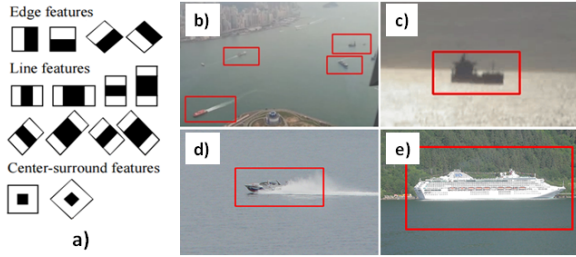 Edge features
Line features
Center-surround features
a)
b)
c)
d)
e)